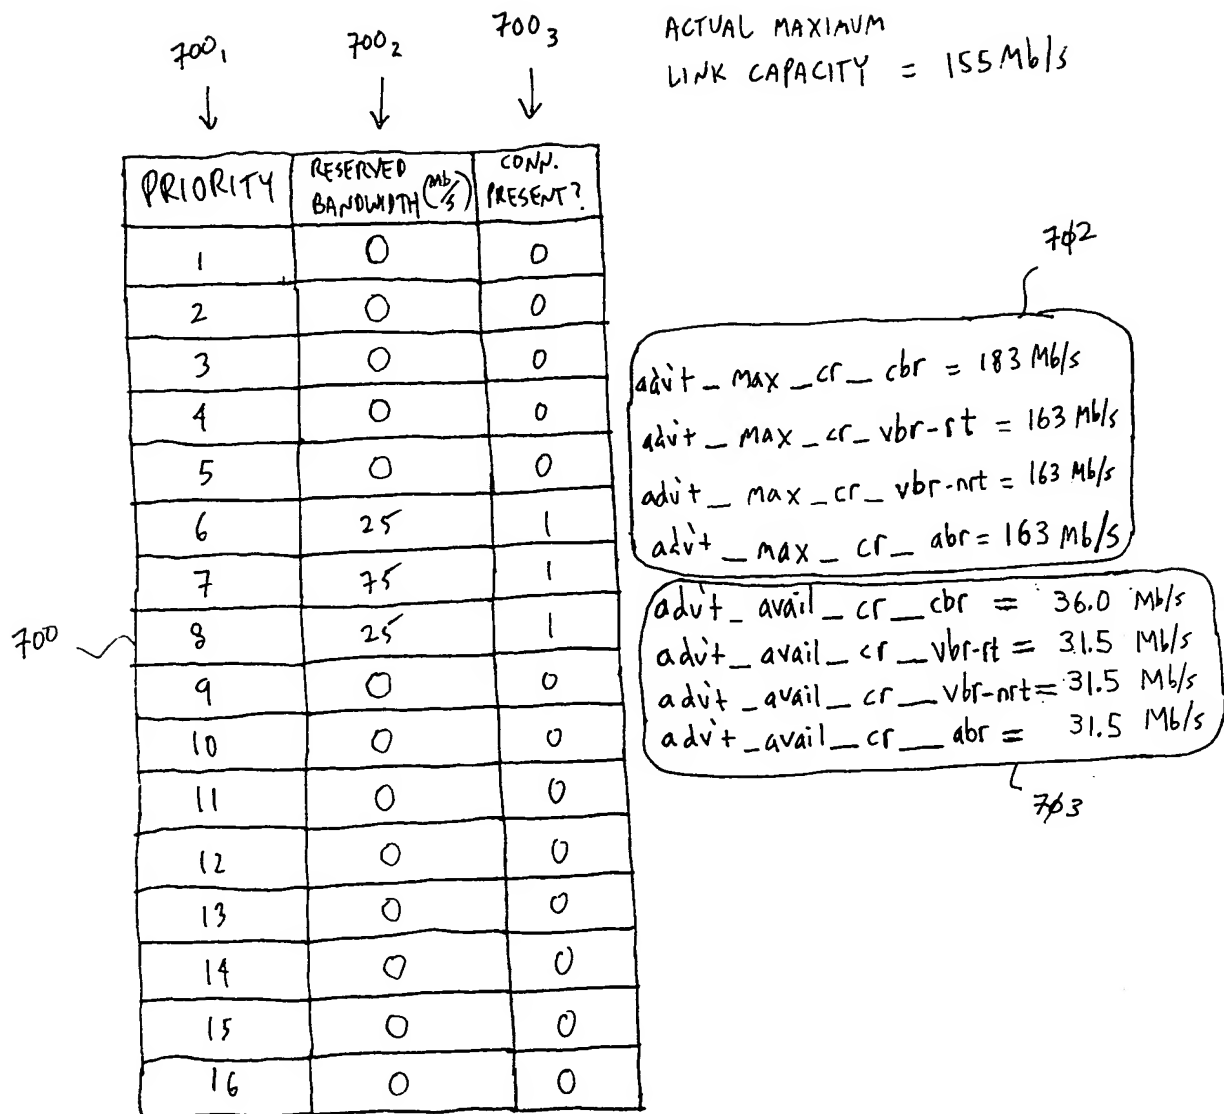 700₁ 700₂ 700₃
ACTUAL MAXIMUM
LINK CAPACITY = 155 Mb/s
PRIORITY RESERVED BANDWIDTH (Mb/s) CONN. PRESENT?
1 0 0
2 0 0
3 0 0
4 0 0
5 0 0
6 25 1
7 75 1
8 25 1
9 0 0
10 0 0
11 0 0
12 0 0
13 0 0
14 0 0
15 0 0
16 0 0
700
702
advt_max_cr_cbr = 183 Mb/s
advt_max_cr_vbr-rt = 163 Mb/s
advt_max_cr_vbr-nrt = 163 Mb/s
advt_max_cr_abr = 163 Mb/s
advt_avail_cr_cbr = 36.0 Mb/s
advt_avail_cr_vbr-rt = 31.5 Mb/s
advt_avail_cr_vbr-nrt = 31.5 Mb/s
advt_avail_cr_abr = 31.5 Mb/s
703